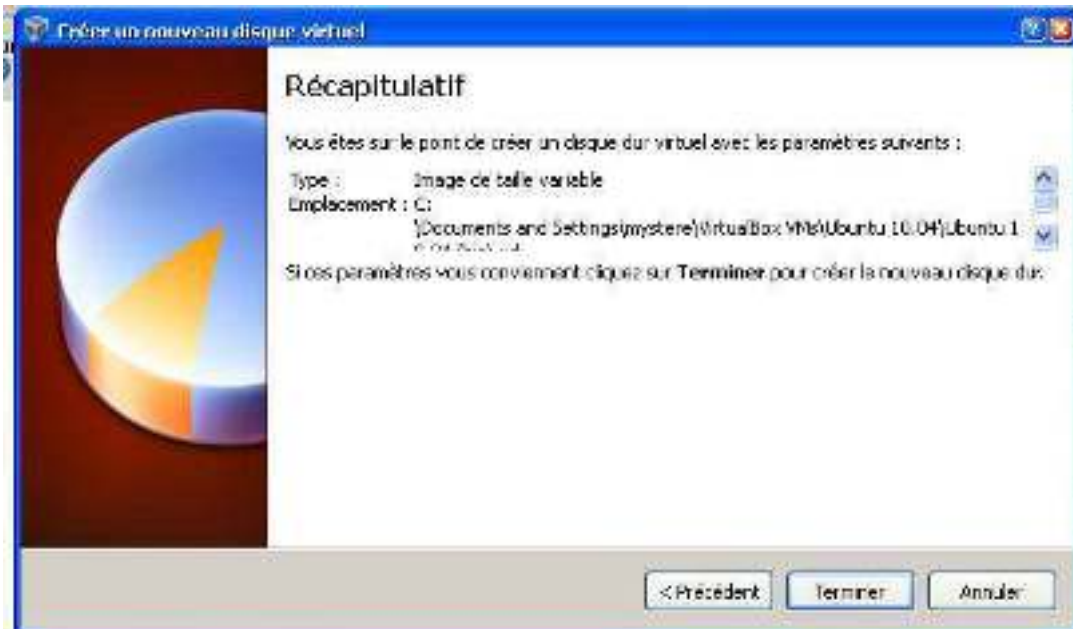 Créer un nouveau disque virtuel
Récapitulatif
Vous êtes sur le point de créer un disque dur virtuel avec les paramètres suivants :
Type : Image de taille variable
Emplacement : C:
\Documents and Settings\mystere\VirtualBox VMs\Ubuntu 10.04\Ubuntu 1
Si ces paramètres vous conviennent cliquez sur Terminer pour créer le nouveau disque dur.
< Précédent
Terminer
Annuler